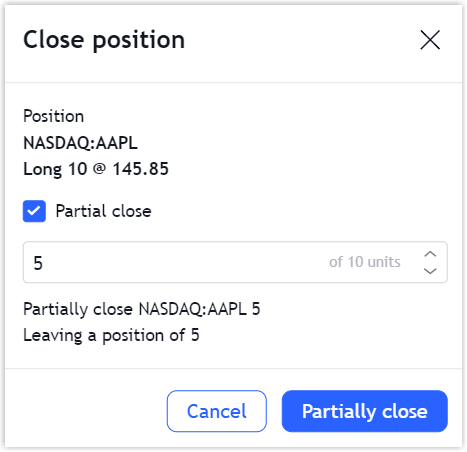 Close position
Position
NASDAQ:AAPL
Long 10 @ 145.85
Partial close
5 of 10 units
Partially close NASDAQ:AAPL 5
Leaving a position of 5
Cancel Partially close